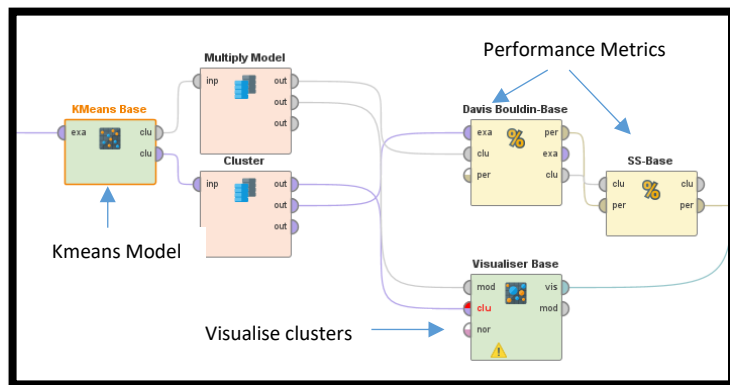 Performance Metrics
Multiply Model
inp
out
out
out
KMeans Base
exa
clu
clu
Cluster
inp
out
out
out
Kmeans Model
Davis Bouldin-Base
exa
per
clu
exa
per
clu
SS-Base
clu
clu
per
per
Visualiser Base
mod
vis
clu
mod
nor
Visualise clusters